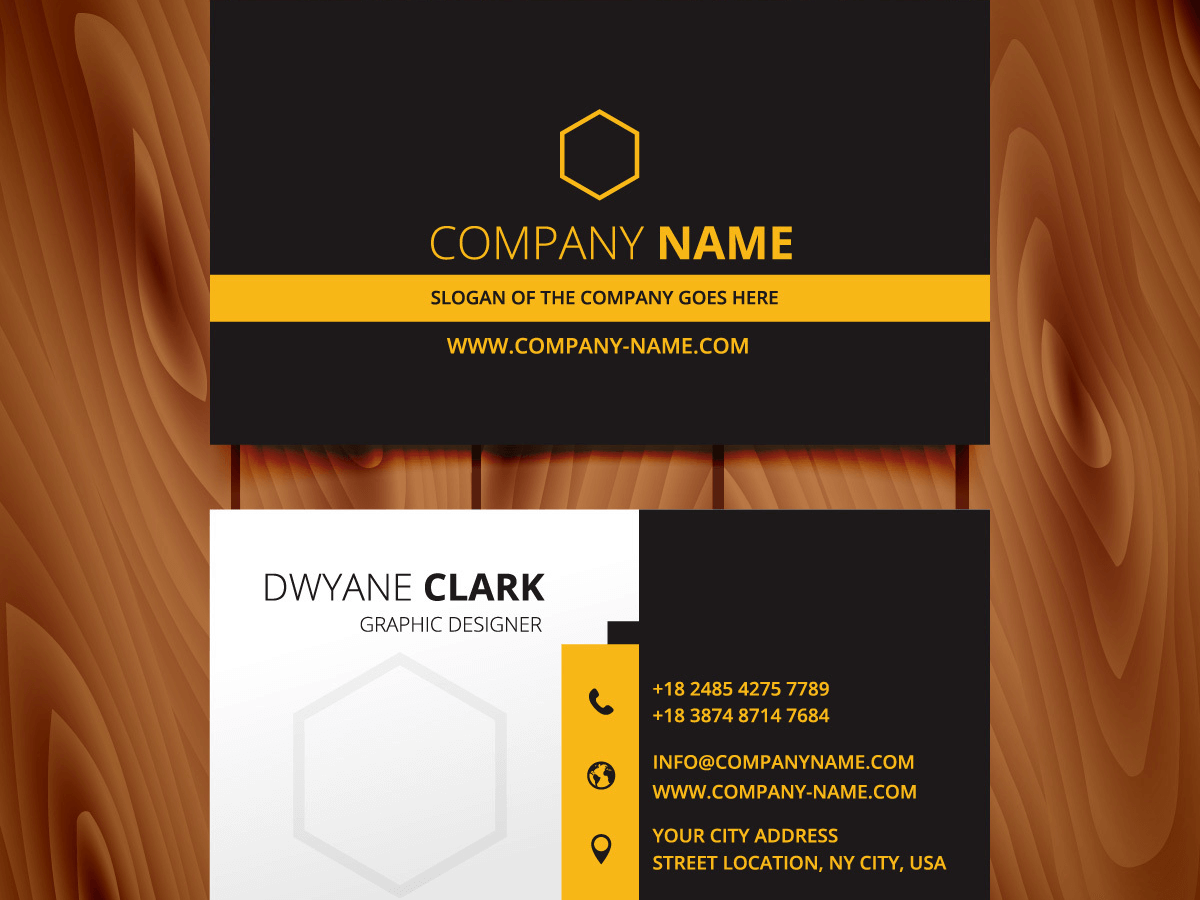 COMPANY NAME
SLOGAN OF THE COMPANY GOES HERE
WWW.COMPANY-NAME.COM
DWYANE CLARK
GRAPHIC DESIGNER
+18 2485 4275 7789
+18 3874 8714 7684
INFO@COMPANYNAME.COM
WWW.COMPANY-NAME.COM
YOUR CITY ADDRESS
STREET LOCATION, NY CITY, USA